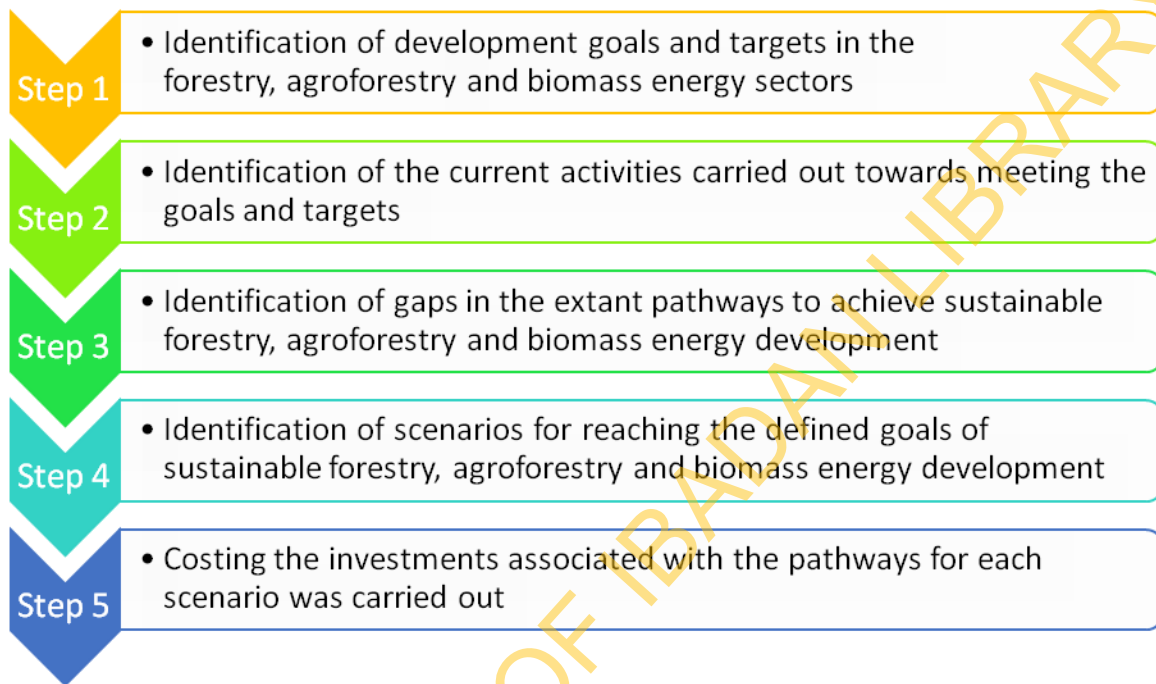 Step 1
• Identification of development goals and targets in the
forestry, agroforestry and biomass energy sectors
Step 2
• Identification of the current activities carried out towards meeting the
goals and targets
Step 3
• Identification of gaps in the extant pathways to achieve sustainable
forestry, agroforestry and biomass energy development
Step 4
• Identification of scenarios for reaching the defined goals of
sustainable forestry, agroforestry and biomass energy development
Step 5
• Costing the investments associated with the pathways for each
scenario was carried out
OF IBADAN LIBRAR